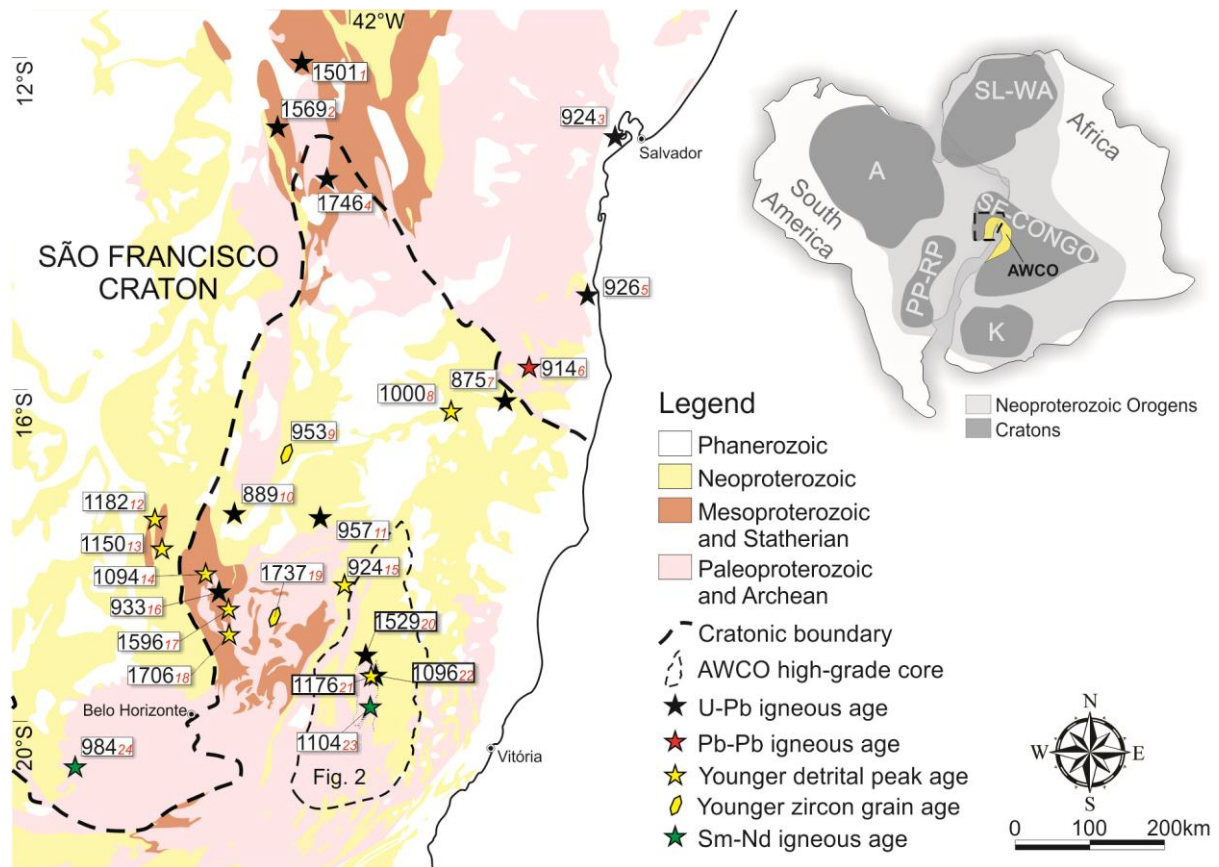 42°W
12°S
1501 1
1569 2
924 3
Salvador
1746 4
SÃO FRANCISCO
CRATON
926 5
914 6
875 7
1000 8
16°S
953 9
889 10
1182 12
957 11
1150 13
1094 14
1737 19
924 15
933 16
1529 20
1596 17
1176 21
1096 22
1706 18
Belo Horizonte
1104 23
20°S
984 24
Vitória
Fig. 2
SL-WA
Africa
A
South
America
SF-CONGO
AWCO
PP-RP
K
Neoproterozoic Orogens
Cratons
Legend
Phanerozoic
Neoproterozoic
Mesoproterozoic
and Statherian
Paleoproterozoic
and Archean
Cratonic boundary
AWCO high-grade core
U-Pb igneous age
Pb-Pb igneous age
Younger detrital peak age
Younger zircon grain age
Sm-Nd igneous age
N
W E
S
0 100 200km